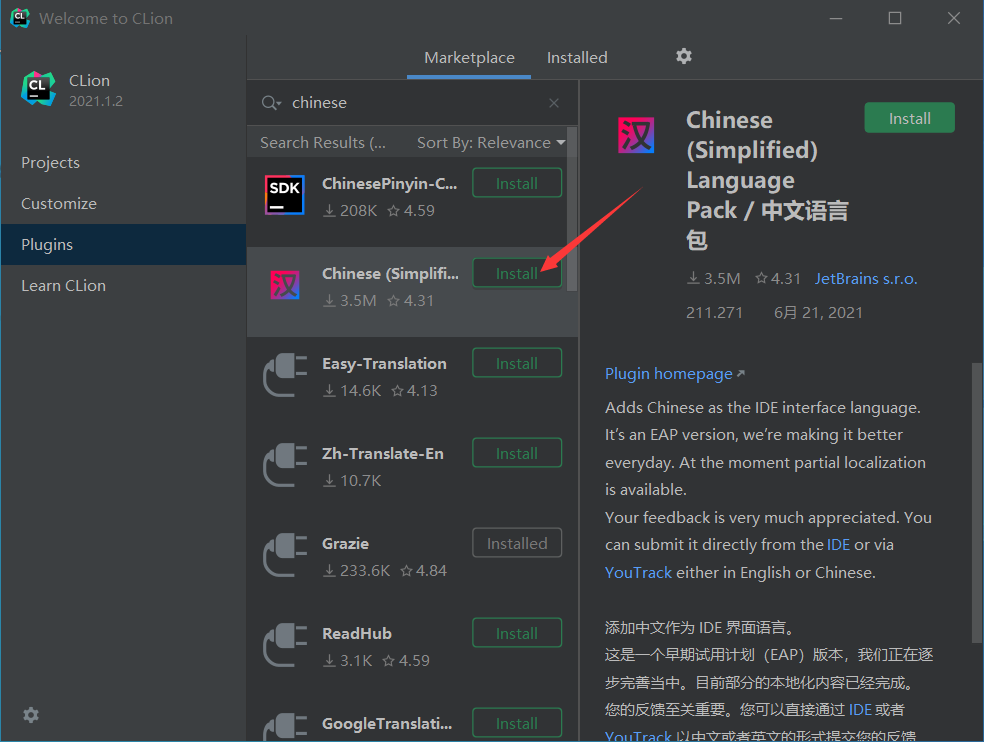 Welcome to CLion
CLion
2021.1.2
Projects
Customize
Plugins
Learn CLion
Marketplace
Installed
chinese
Search Results (...
Sort By: Relevance
SDK
ChinesePinyin-C...
Install
208K
4.59
汉
Chinese (Simplifi...
Install
3.5M
4.31
Easy-Translation
Install
14.6K
4.13
Zh-Translate-En
Install
10.7K
Grazie
Installed
233.6K
4.84
ReadHub
Install
3.1K
4.59
GoogleTranslati...
Install
汉
Chinese
(Simplified)
Language
Pack / 中文语言
包
Install
3.5M
4.31
JetBrains s.r.o.
211.271
6月 21, 2021
Plugin homepage
Adds Chinese as the IDE interface language.
It's an EAP version, we're making it better
everyday. At the moment partial localization
is available.
Your feedback is very much appreciated. You
can submit it directly from the IDE or via
YouTrack either in English or Chinese.
添加中文作为 IDE 界面语言。
这是一个早期试用计划（EAP）版本，我们正在逐
步完善当中。目前部分的本地化内容已经完成。
您的反馈至关重要。您可以直接通过 IDE 或者
YouTrack 以中文或者英文的形式提交您的反馈